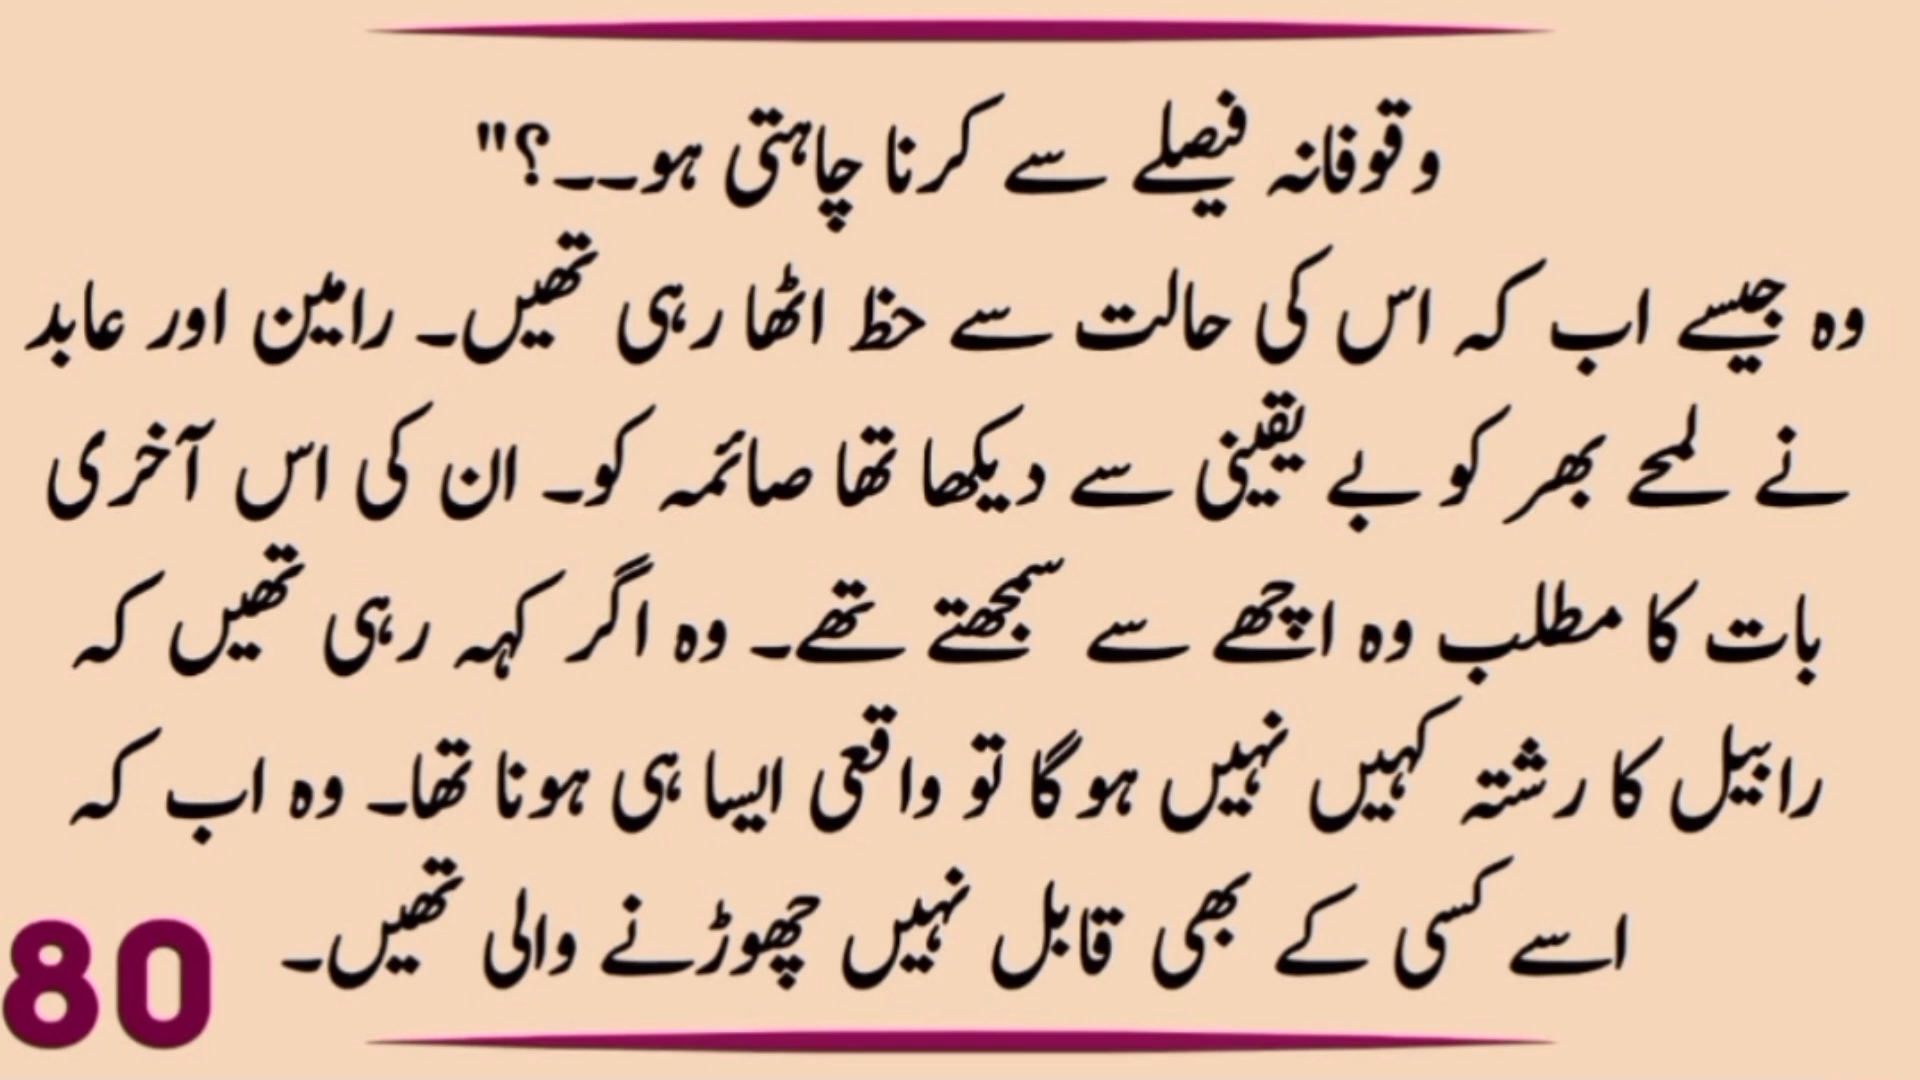 وقوفانہ فیصلے سے کرنا چاہتی ہو۔۔۔؟"
وہ جیسے اب کہ اس کی حالت سے حظ اٹھا رہی تھیں۔ رامین اور عابد
نے لمحے بھر کو بے یقینی سے دیکھا تھا صائمہ کو۔ ان کی اس آخری
بات کا مطلب وہ اچھے سے سمجھتے تھے۔ وہ اگر کہہ رہی تھیں کہ
رابیل کا رشتہ کہیں نہیں ہو گا تو واقعی ایسا ہی ہونا تھا۔ وہ اب کہ
اسے کسی کے بھی قابل نہیں چھوڑنے والی تھیں۔
80